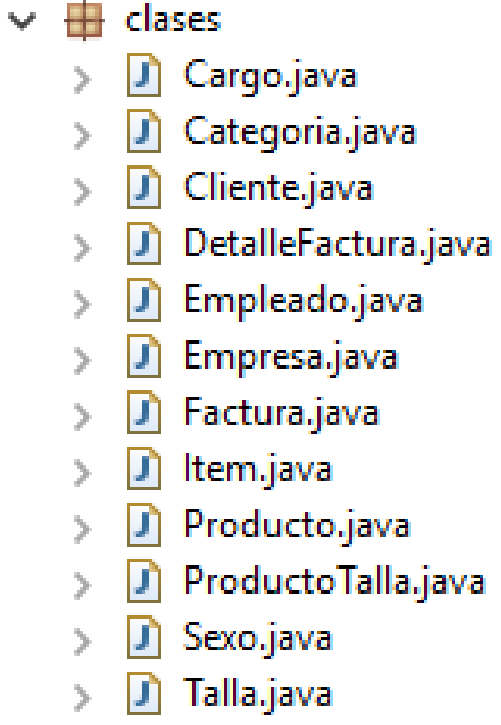 clases
Cargo.java
Categoria.java
Cliente.java
DetalleFactura.java
Empleado.java
Empresa.java
Factura.java
Item.java
Producto.java
ProductoTalla.java
Sexo.java
Talla.java